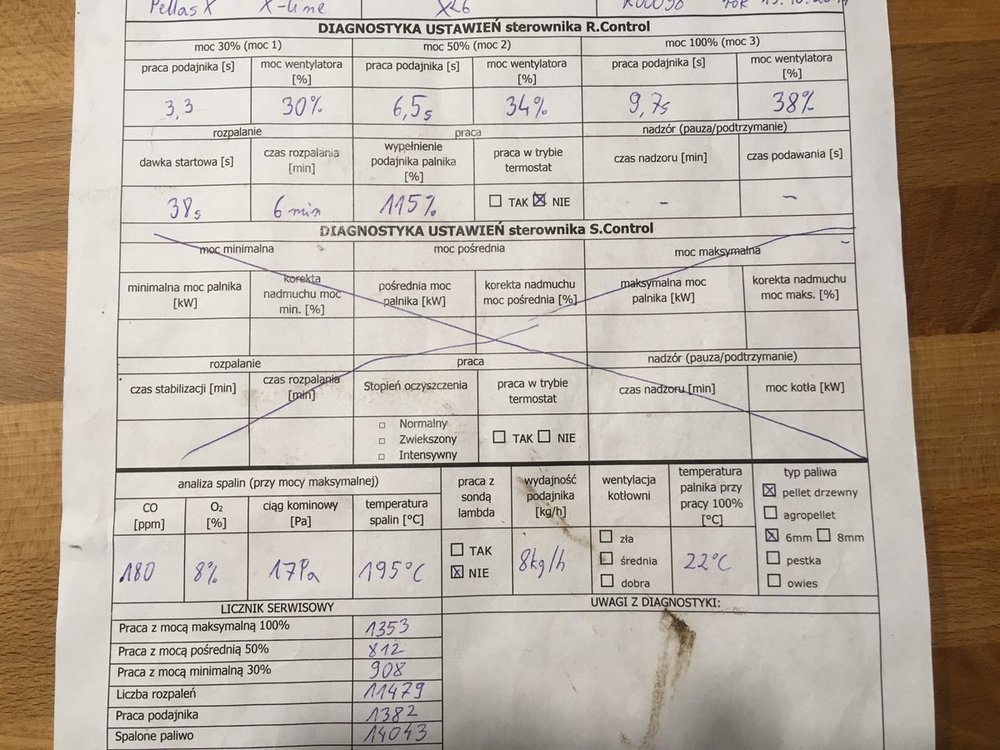 Pellas X X-Line X26
DIAGNOSTYKA USTAWIEŃ sterownika R.Control
moc 30% (moc 1) moc 50% (moc 2) moc 100% (moc 3)
praca podajnika [s] moc wentylatora [%] praca podajnika [s] moc wentylatora [%] praca podajnika [s] moc wentylatora [%]
3,3 30% 6,5s 34% 9,7s 38%
rozpalanie praca nadzór (pauza/podtrzymanie)
dawka startowa [s] czas rozpalania [min] wypełnienie podajnika palnika [%] praca w trybie termostat czas nadzoru [min] czas podawania [s]
38s 6 min 115% TAK NIE - -
DIAGNOSTYKA USTAWIEŃ sterownika S.Control
moc minimalna moc pośrednia moc maksymalna
minimalna moc palnika [kW] korekta nadmuchu moc min. [%] pośrednia moc palnika [kW] korekta nadmuchu moc pośrednia [%] maksymalna moc palnika [kW] korekta nadmuchu moc maks. [%]
rozpalanie praca nadzór (pauza/podtrzymanie)
czas stabilizacji [min] czas rozpalania [min] Stopień oczyszczenia praca w trybie termostat czas nadzoru [min] moc kotła [kW]
Normalny
Zwiekszony TAK NIE
Intensywny
analiza spalin (przy mocy maksymalnej) praca z sondą lambda wydajność podajnika [kg/h] wentylacja kotłowni temperatura palnika przy pracy 100% [°C] typ paliwa
CO [ppm] O₂ [%] ciąg kominowy [Pa] temperatura spalin [°C]
180 8% 17Pa 195°C TAK NIE 8kg/h zła średnia dobra 22°C pellet drzewny agropellet 6mm 8mm pestka owies
LICZNIK SERWISOWY UWAGI Z DIAGNOSTYKI:
Praca z mocą maksymalną 100% 1353
Praca z mocą pośrednią 50% 812
Praca z mocą minimalną 30% 908
Liczba rozpaleń 11479
Praca podajnika 1382
Spalone paliwo 14043